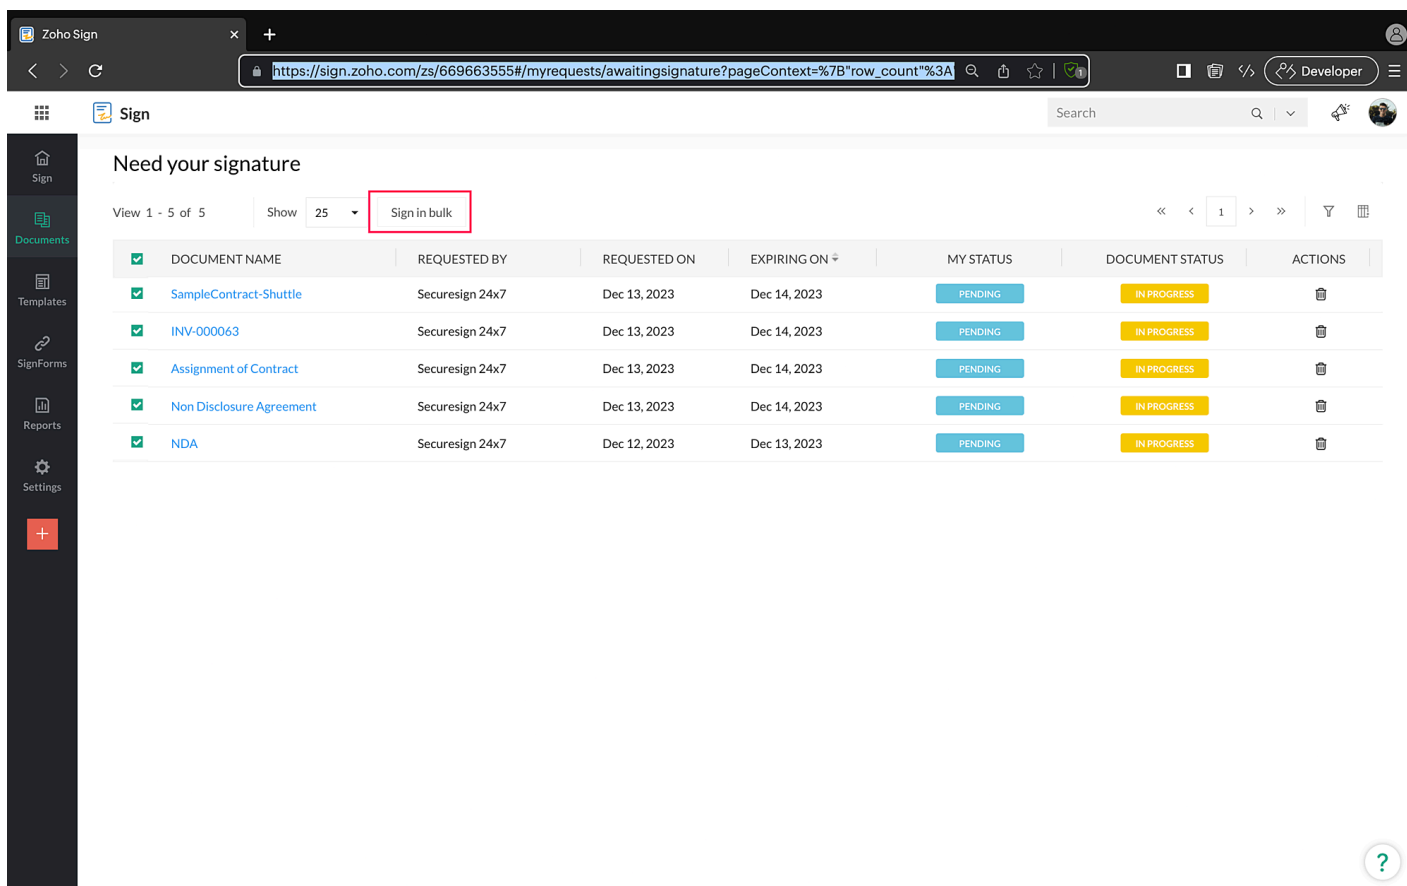 Zoho Sign
https://sign.zoho.com/zs/669663555#/myrequests/awaitingsignature?pageContext=%7B"row_count"%3A
1
Developer
Sign
Search
Sign
Documents
Templates
SignForms
Reports
Settings
Need your signature
View 1 - 5 of 5 Show 25 Sign in bulk 1
DOCUMENT NAME REQUESTED BY REQUESTED ON EXPIRING ON MY STATUS DOCUMENT STATUS ACTIONS
SampleContract-Shuttle Securesign 24x7 Dec 13, 2023 Dec 14, 2023 PENDING IN PROGRESS
INV-000063 Securesign 24x7 Dec 13, 2023 Dec 14, 2023 PENDING IN PROGRESS
Assignment of Contract Securesign 24x7 Dec 13, 2023 Dec 14, 2023 PENDING IN PROGRESS
Non Disclosure Agreement Securesign 24x7 Dec 13, 2023 Dec 14, 2023 PENDING IN PROGRESS
NDA Securesign 24x7 Dec 12, 2023 Dec 13, 2023 PENDING IN PROGRESS
?